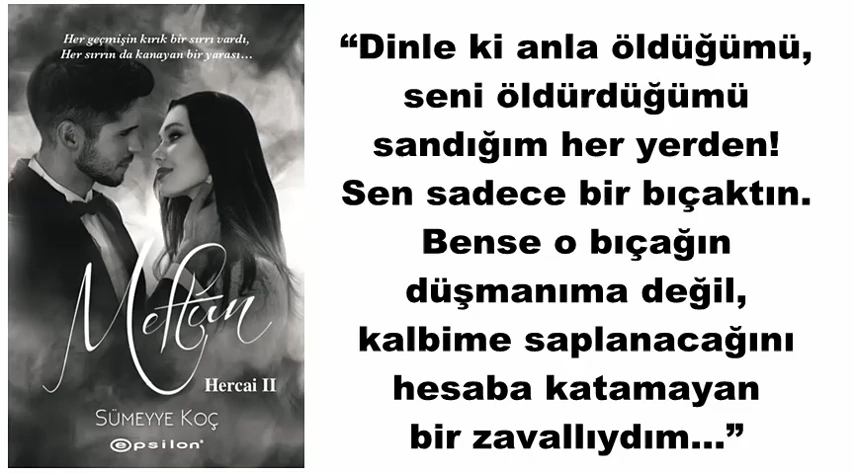 Her geçmişin kırık bir sırrı vardı,
Her sırrın da kanayan bir yarası...
Meftun
Hercai II
SÜMEYYE KOÇ
epsilon
“Dinle ki anla öldüğümü,
seni öldürdüğümü
sandığım her yerden!
Sen sadece bir bıçaktın.
Bense o bıçağın
düşmanıma değil,
kalbime saplanacağını
hesaba katamayan
bir zavallıydım...”